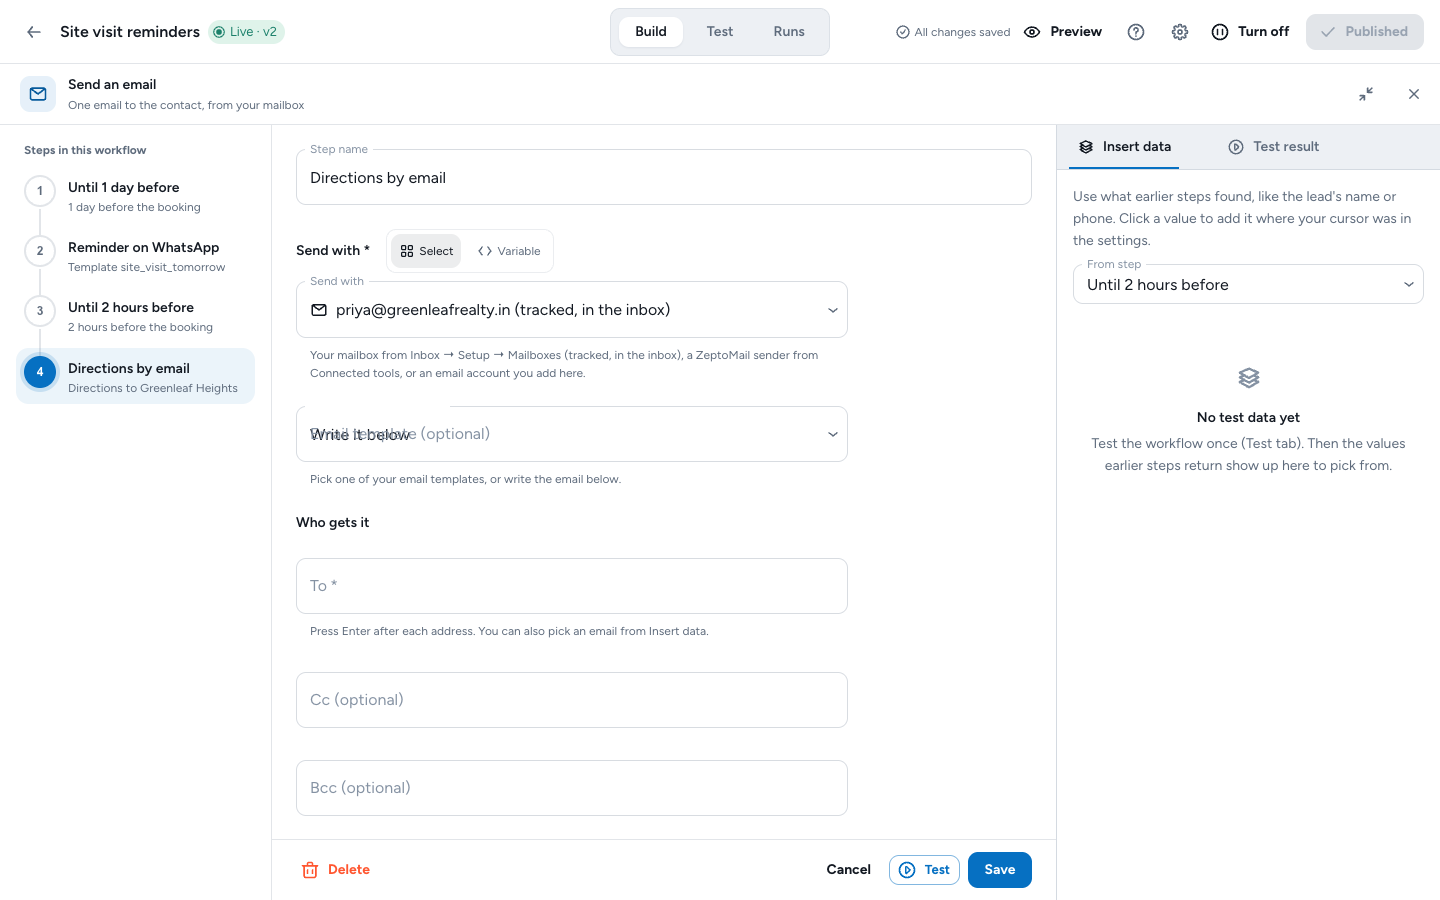 Site visit reminders
Live · v2
Build
Test
Runs
All changes saved
Preview
Turn off
Published
Send an email
One email to the contact, from your mailbox
Steps in this workflow
1
Until 1 day before
1 day before the booking
2
Reminder on WhatsApp
Template site_visit_tomorrow
3
Until 2 hours before
2 hours before the booking
4
Directions by email
Directions to Greenleaf Heights
Step name
Directions by email
Send with *
Select
Variable
Send with
priya@greenleafrealty.in (tracked, in the inbox)
Your mailbox from Inbox → Setup → Mailboxes (tracked, in the inbox), a ZeptoMail sender from
Connected tools, or an email account you add here.
Email template (optional)
Write it below
Pick one of your email templates, or write the email below.
Who gets it
To *
Press Enter after each address. You can also pick an email from Insert data.
Cc (optional)
Bcc (optional)
Delete
Cancel
Test
Save
Insert data
Test result
Use what earlier steps found, like the lead's name or
phone. Click a value to add it where your cursor was in
the settings.
From step
Until 2 hours before
No test data yet
Test the workflow once (Test tab). Then the values
earlier steps return show up here to pick from.